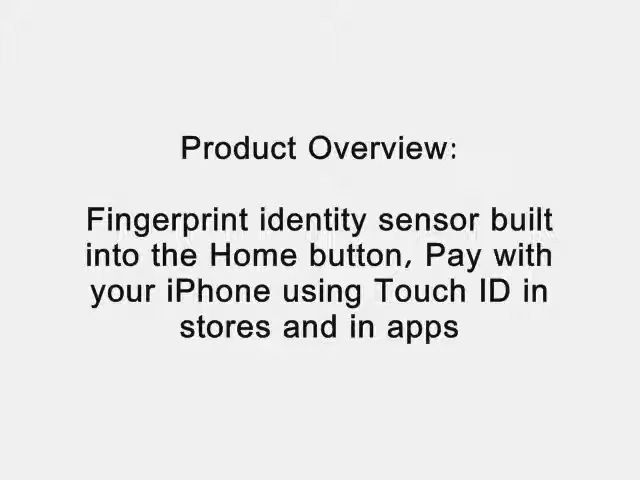 Product Overview:
Fingerprint identity sensor built
into the Home button, Pay with
your iPhone using Touch ID in
stores and in apps